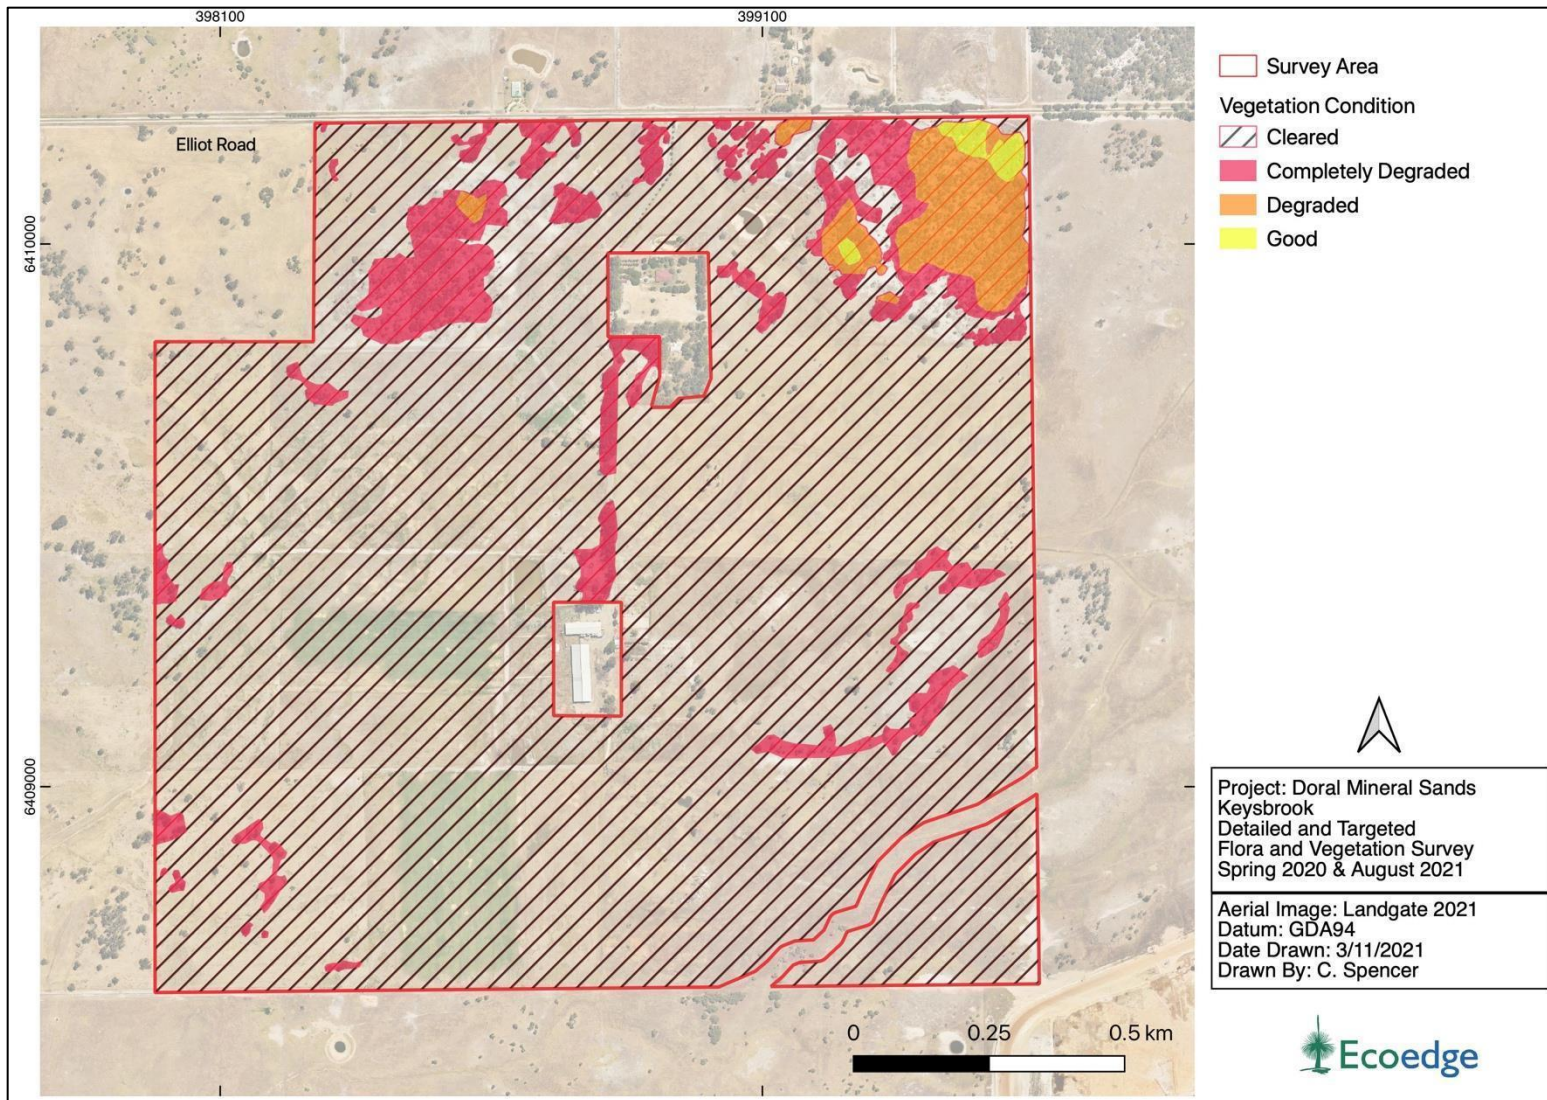 398100
399100
Elliot Road
6410000
6409000
0 0.25 0.5 km
Survey Area
Vegetation Condition
Cleared
Completely Degraded
Degraded
Good
Project: Doral Mineral Sands
Keysbrook
Detailed and Targeted
Flora and Vegetation Survey
Spring 2020 & August 2021
Aerial Image: Landgate 2021
Datum: GDA94
Date Drawn: 3/11/2021
Drawn By: C. Spencer
Ecoedge